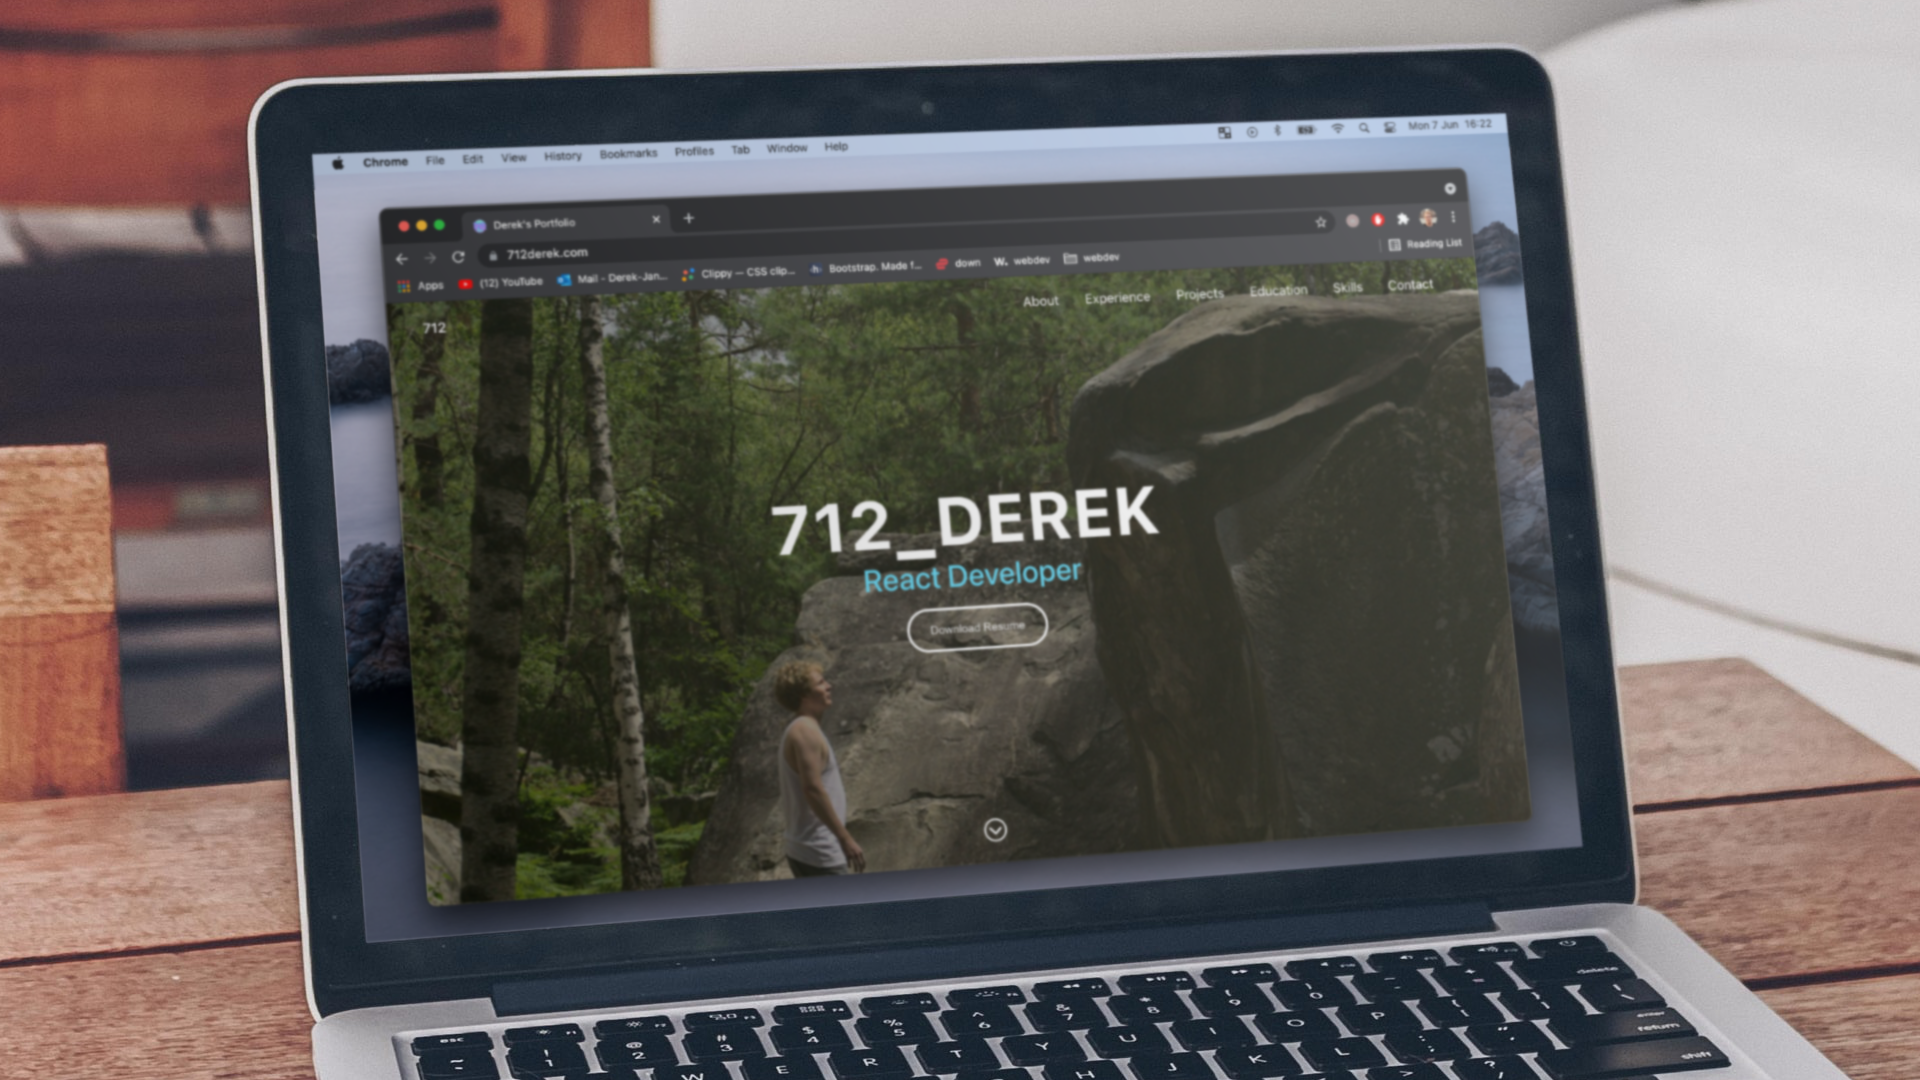 Chrome File Edit View History Bookmarks Profiles Tab Window Help Mon 7 Jun 16:22
Derek's Portfolio
712derek.com
Apps (12) YouTube Mail - Derek-Jan... Clippy — CSS clip... Bootstrap. Made f... down W. webdev webdev Reading List
712 About Experience Projects Education Skills Contact
712_DEREK
React Developer
Download Resume
esc
! @ # $ % ^ & * ( ) delete
1 2 3 4 5 6 7 8 9 0
W E R T Y U I O P return
H J K L shift